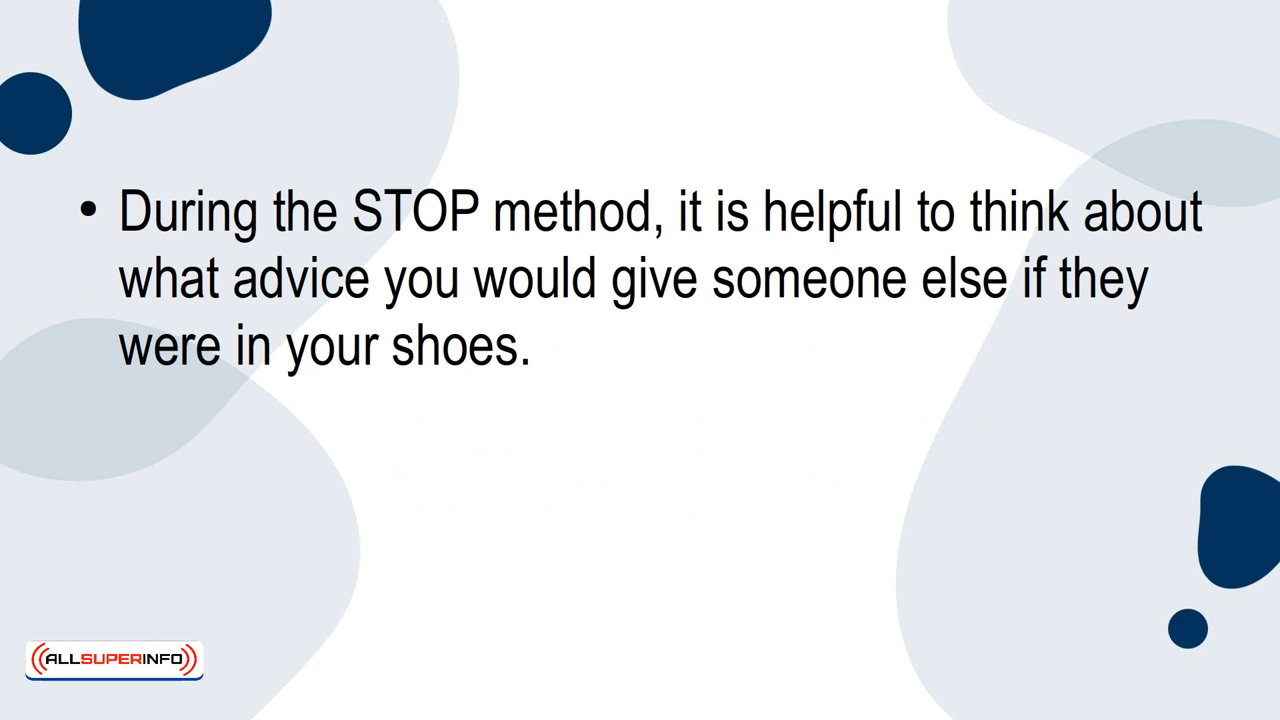 • During the STOP method, it is helpful to think about
what advice you would give someone else if they
were in your shoes.
ALLSUPERINFO